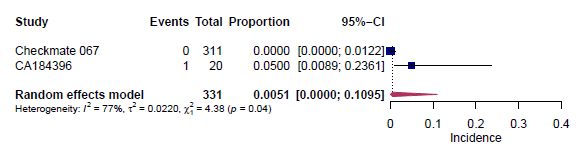 Study Events Total Proportion 95%−CI
Checkmate 067 0 311 0.0000 [0.0000; 0.0122]
CA184396 1 20 0.0500 [0.0089; 0.2361]
Random effects model 331 0.0051 [0.0000; 0.1095]
Heterogeneity: I² = 77%, τ² = 0.0220, χ²₁ = 4.38 (p = 0.04)
0 0.1 0.2 0.3 0.4
Incidence